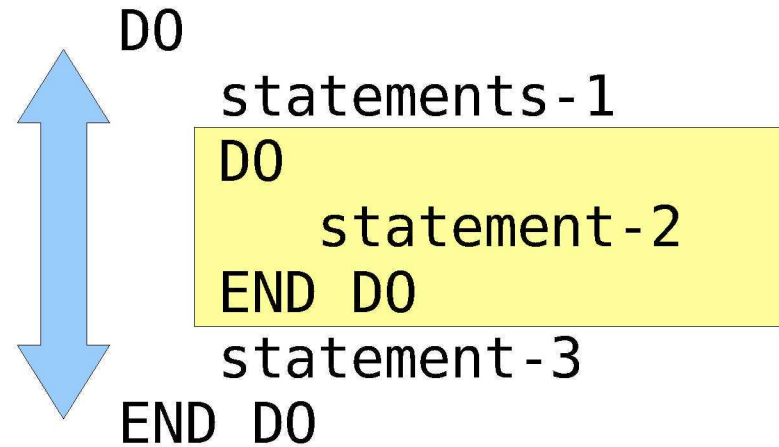 DO
statements-1
DO
statement-2
END DO
statement-3
END DO